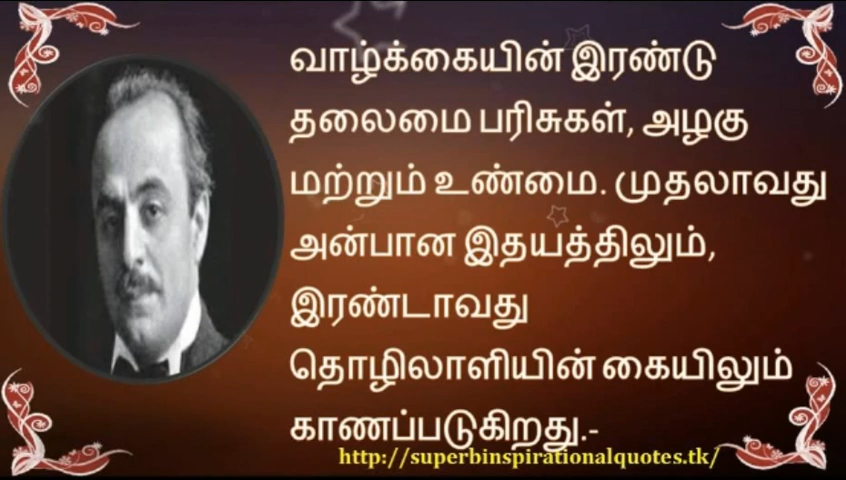 வாழ்க்கையின் இரண்டு
தலைமை பரிசுகள், அழகு
மற்றும் உண்மை. முதலாவது
அன்பான இதயத்திலும்,
இரண்டாவது
தொழிலாளியின் கையிலும்
காணப்படுகிறது.-
http://superbinspirationalquotes.tk/